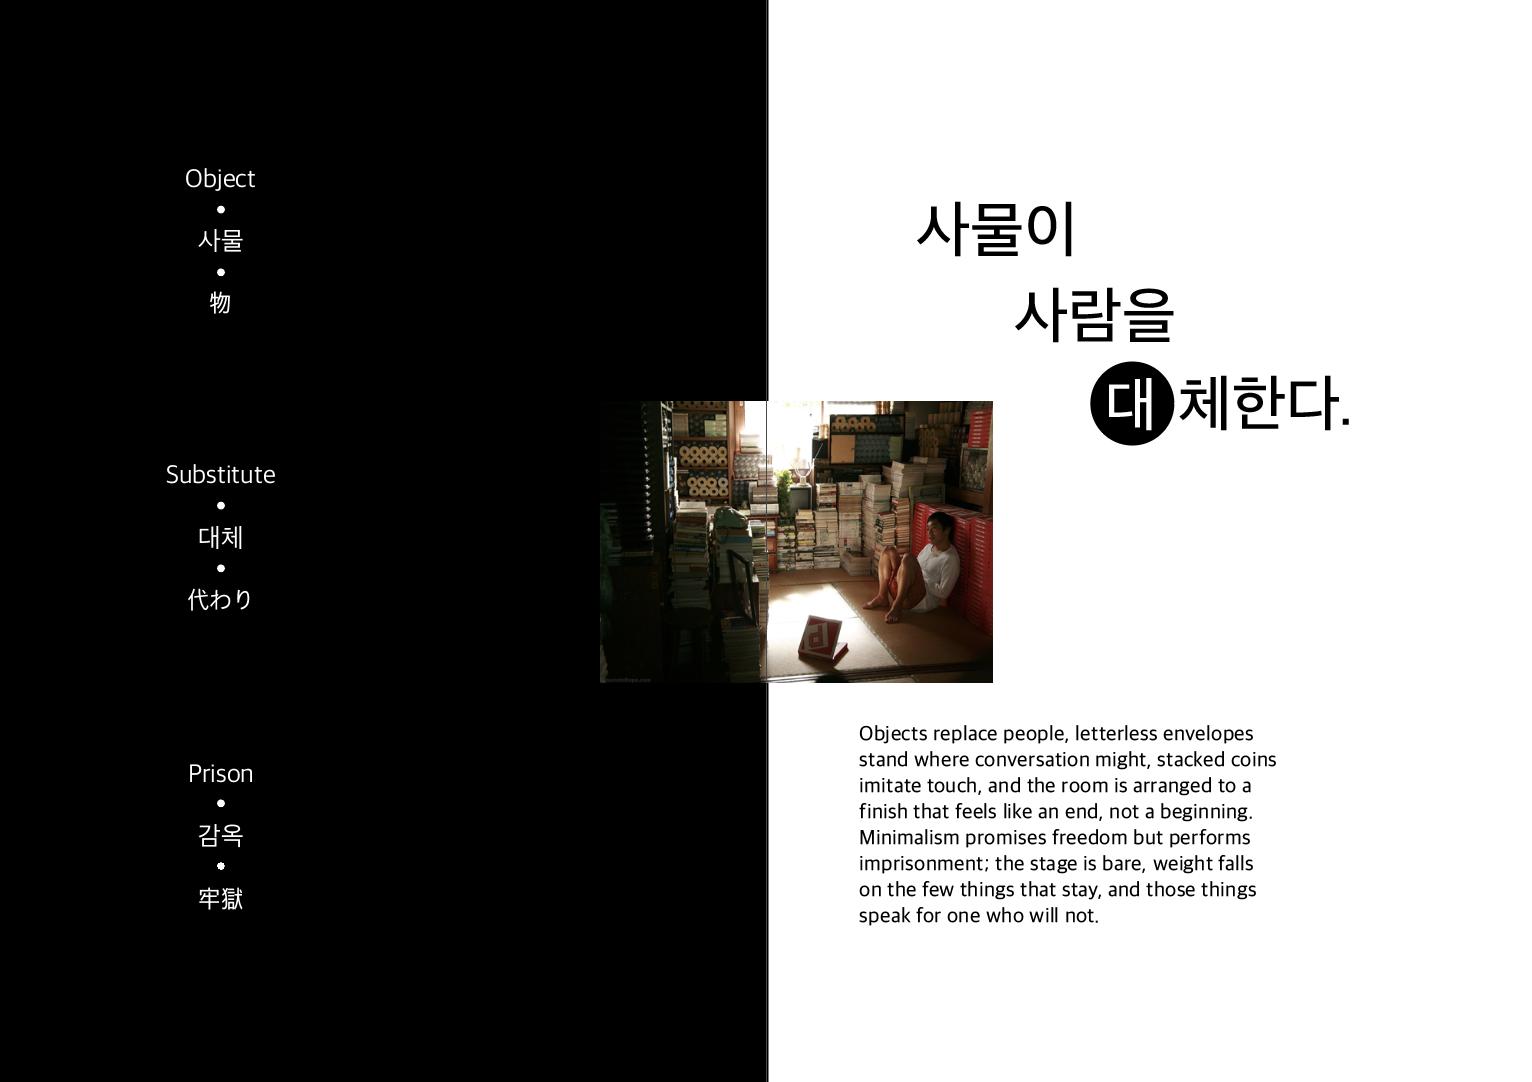 Object
사물
物
Substitute
대체
代わり
Prison
감옥
牢獄
사물이
사람을
대체한다.
Objects replace people, letterless envelopes
stand where conversation might, stacked coins
imitate touch, and the room is arranged to a
finish that feels like an end, not a beginning.
Minimalism promises freedom but performs
imprisonment; the stage is bare, weight falls
on the few things that stay, and those things
speak for one who will not.